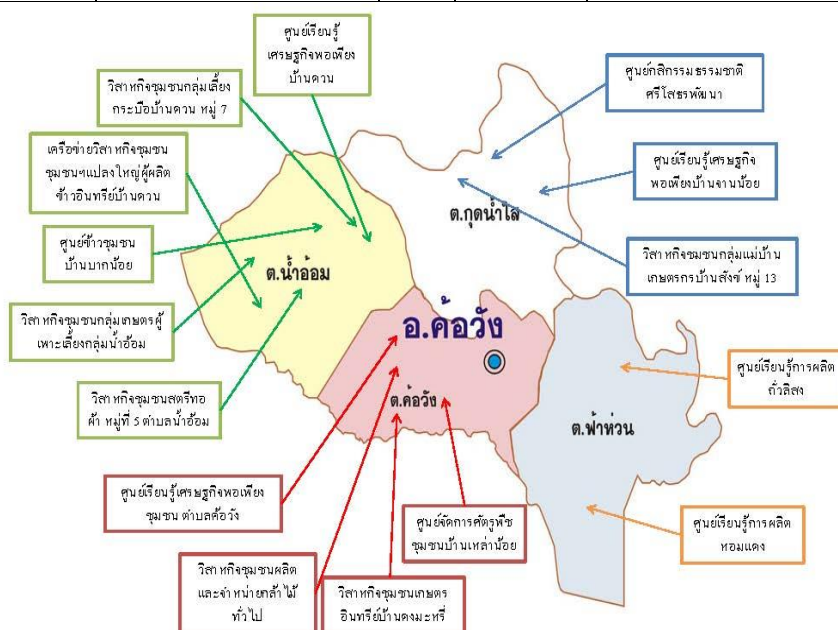 ศูนย์เรียนรู้
เศรษฐกิจพอเพียง
บ้านดวน
วิสาหกิจชุมชนกลุ่มเลี้ยง
กระบือบ้านดวน หมู่ 7
เครือข่ายวิสาหกิจชุมชน
ชุมชนฯแปลงใหญ่ผู้ผลิต
ข้าวอินทรีย์บ้านดวน
ศูนย์ข้าวชุมชน
บ้านบากน้อย
วิสาหกิจชุมชนกลุ่มเกษตรผู้
เพาะเลี้ยงกลุ่มน้ำอ้อม
วิสาหกิจชุมชนสตรีทอ
ผ้า หมู่ที่ 5 ตำบลน้ำอ้อม
ต.น้ำอ้อม
ศูนย์กสิกรรมธรรมชาติ
ศรีโสธรพัฒนา
ศูนย์เรียนรู้เศรษฐกิจ
พอเพียงบ้านงานน้อย
วิสาหกิจชุมชนกลุ่มแม่บ้าน
เกษตรกรบ้านสังข์ หมู่ 13
ต.กุดน้ำใส
อ.ค้อวัง
ต.ค้อวัง
ต.ฟ้าห่วน
ศูนย์เรียนรู้การผลิต
ถั่วลิสง
ศูนย์เรียนรู้การผลิต
หอมแดง
ศูนย์เรียนรู้เศรษฐกิจพอเพียง
ชุมชน ตำบลค้อวัง
ศูนย์จัดการศัตรูพืช
ชุมชนบ้านเหล่าน้อย
วิสาหกิจชุมชนผลิต
และจำหน่ายกล้าไม้
ทั่วไป
วิสาหกิจชุมชนเกษตร
อินทรีย์บ้านดงมะหรี่